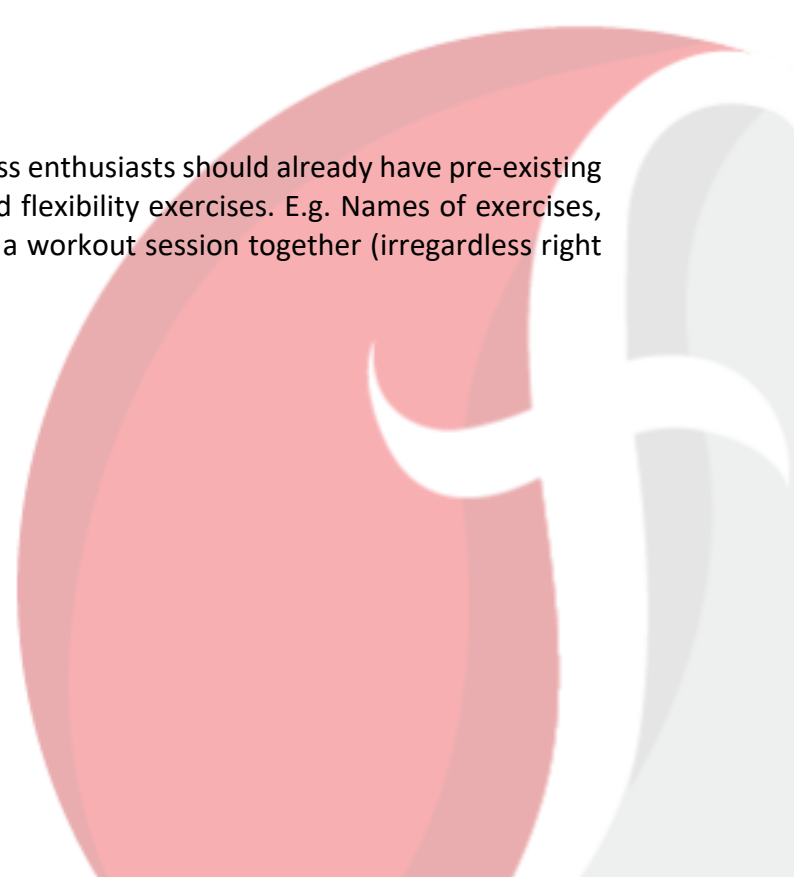 ss enthusiasts should already have pre-existing
d flexibility exercises. E.g. Names of exercises,
a workout session together (irregardless right